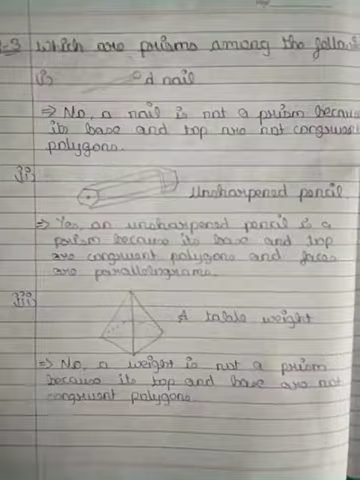 -3 Which are prisms among the follow
(i) A nail
⇒ No, a nail is not a prism because
its base and top are not congruent
polygons.
(ii) Unsharpened pencil.
⇒ Yes, an unsharpened pencil is a
prism because its base and top
are congruent polygons and faces
are parallelograms.
(iii) A table weight
⇒ No, a weight is not a prism
because its top and base are not
congruent polygons.